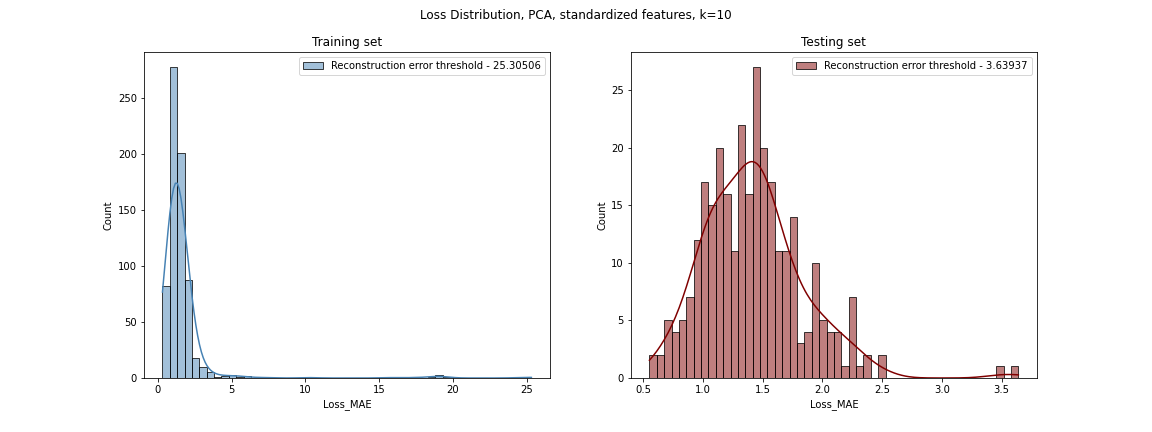 Loss Distribution, PCA, standardized features, k=10
Training set
Reconstruction error threshold - 25.30506
250
200
150
100
50
0
Count
0 5 10 15 20 25
Loss_MAE
Testing set
Reconstruction error threshold - 3.63937
25
20
15
10
5
0
Count
0.5 1.0 1.5 2.0 2.5 3.0 3.5
Loss_MAE